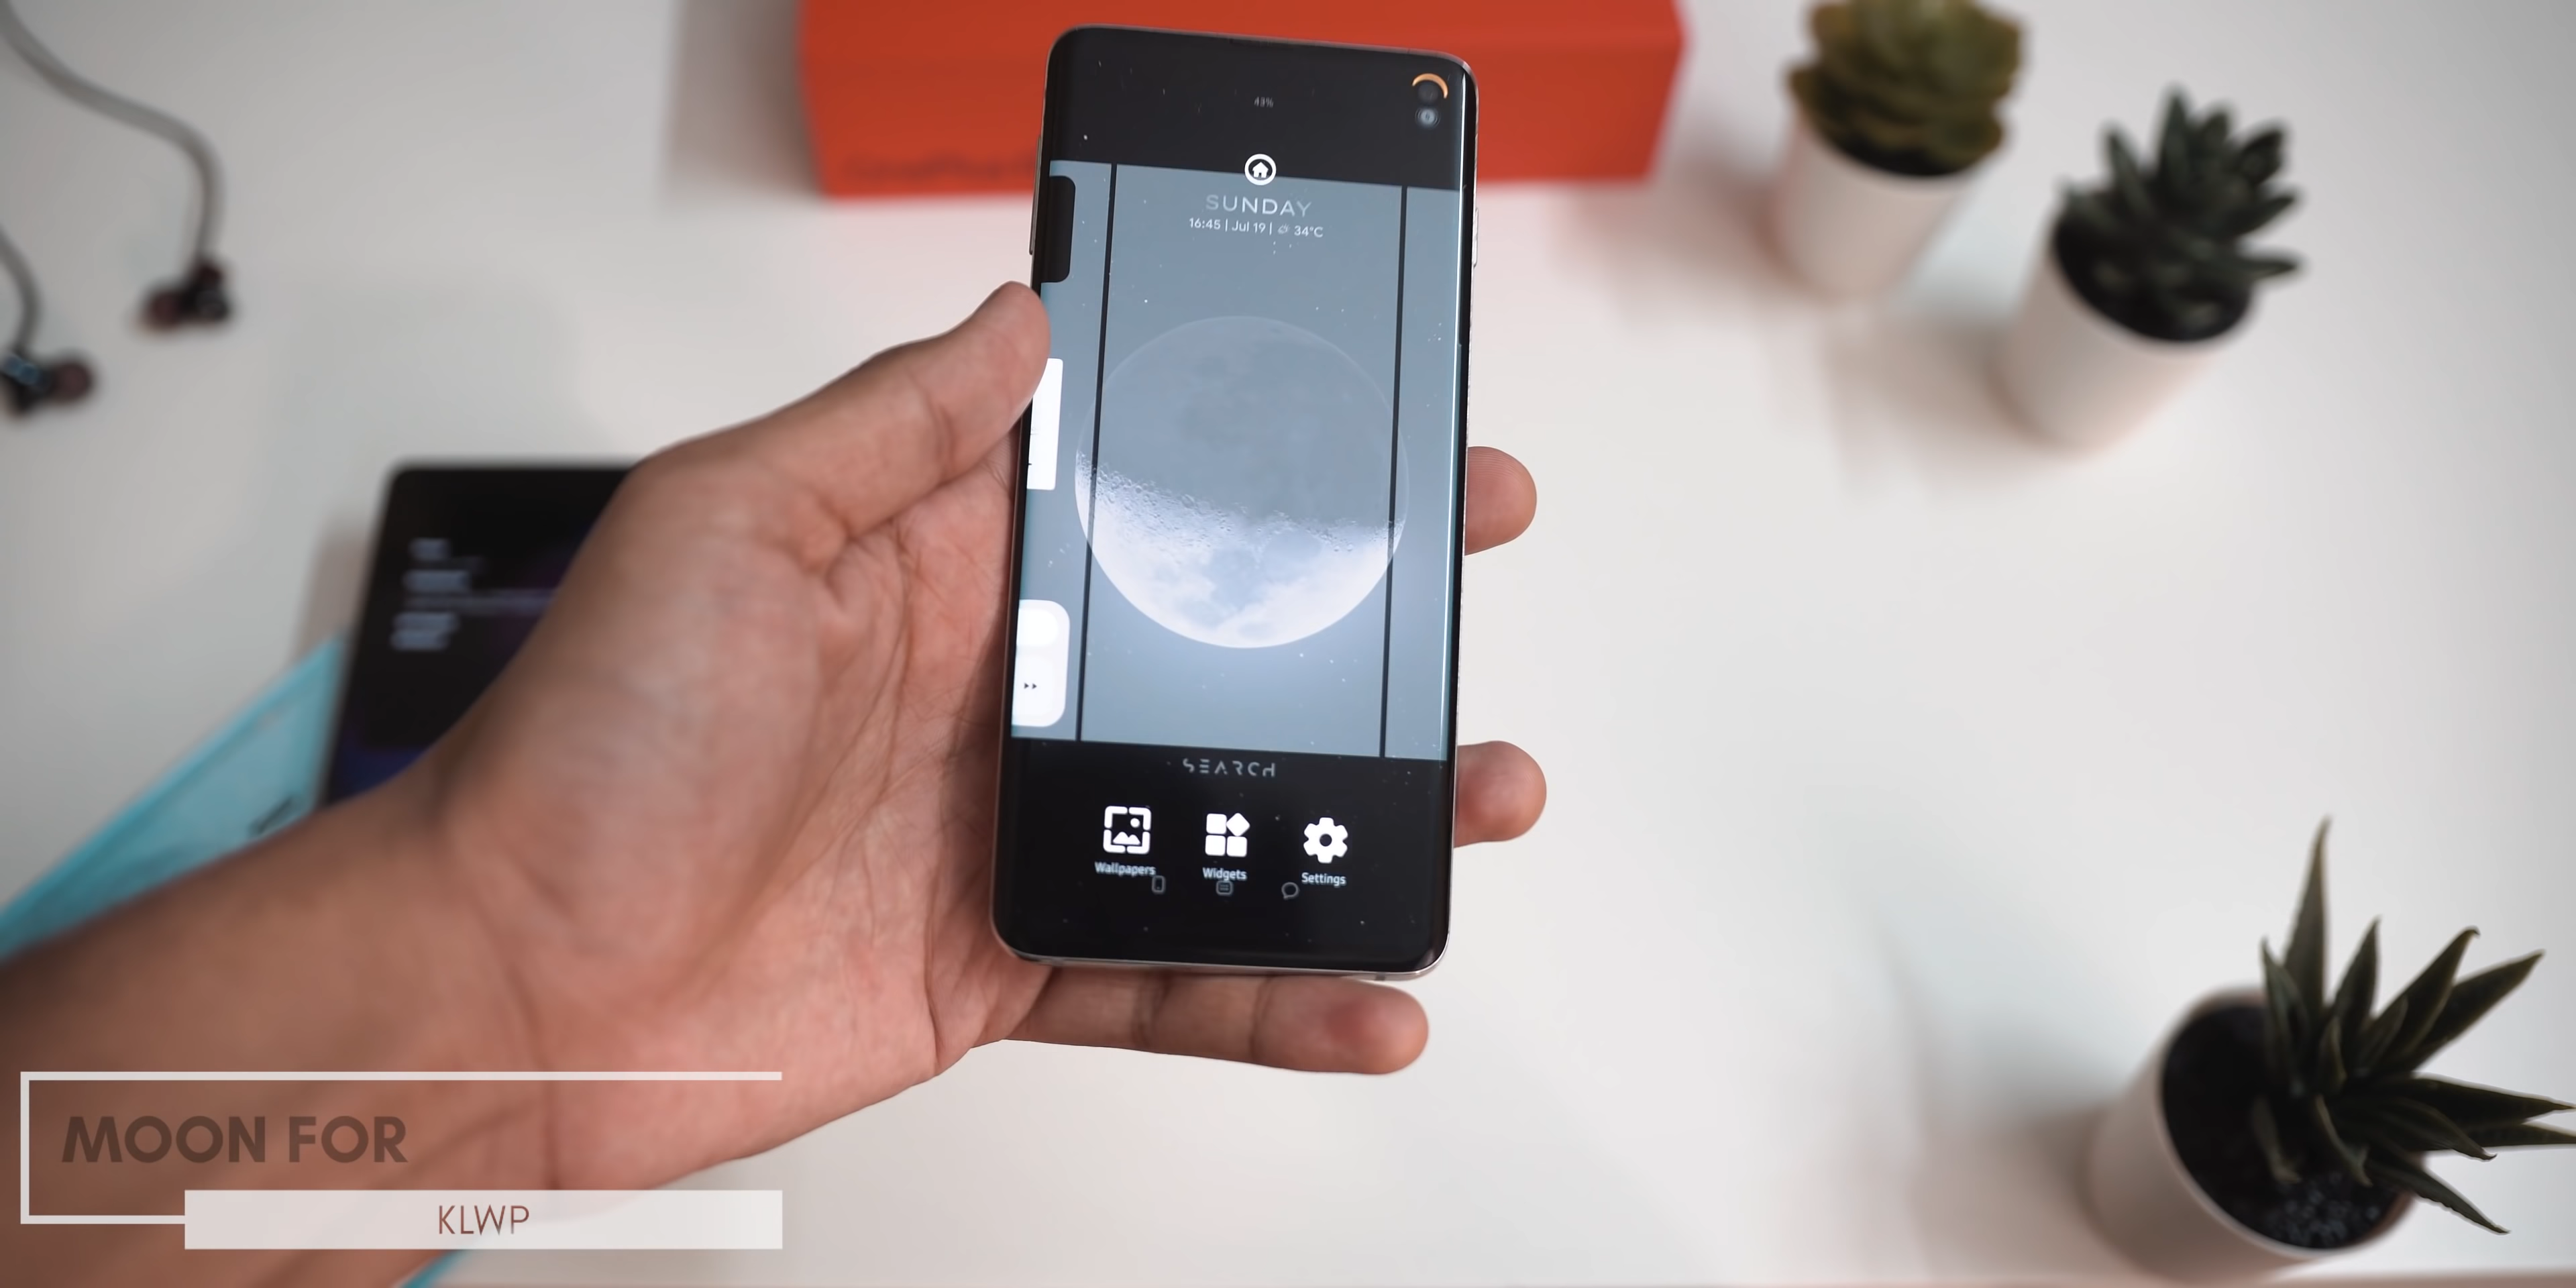 43%
SUNDAY
16:45 | Jul 19 | 34°C
SEARCH
Wallpapers
Widgets
Settings
MOON FOR
KLWP